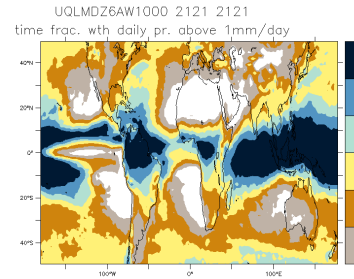 UQLMDZ6AW1000 2121 2121
time frac. wth daily pr. above 1mm/day
40°N
20°N
0°
20°S
40°S
100°W 0° 100°E